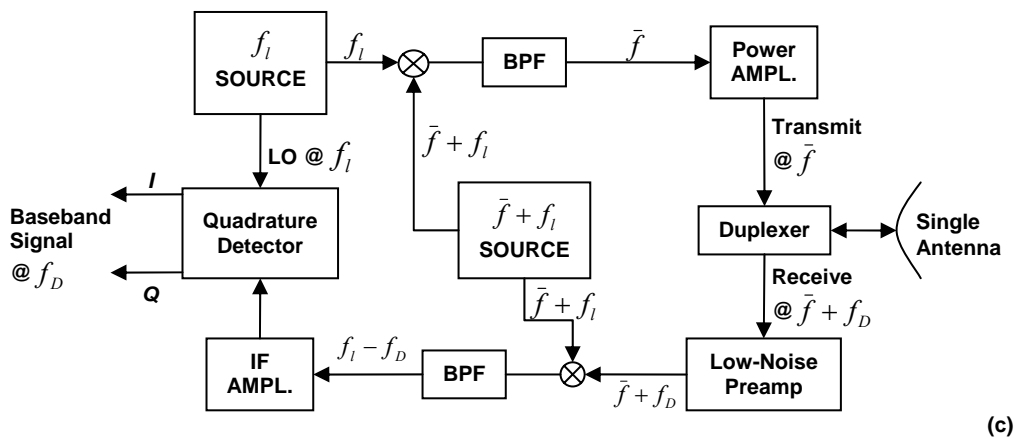 f_l
SOURCE
f_l
BPF
f̄
Power
AMPL.
LO @ f_l
f̄ + f_l
Transmit
@ f̄
I
Baseband
Signal
@ f_D
Q
Quadrature
Detector
f̄ + f_l
SOURCE
Duplexer
Single
Antenna
f̄ + f_l
Receive
@ f̄ + f_D
IF
AMPL.
f_l − f_D
BPF
f̄ + f_D
Low-Noise
Preamp
(c)